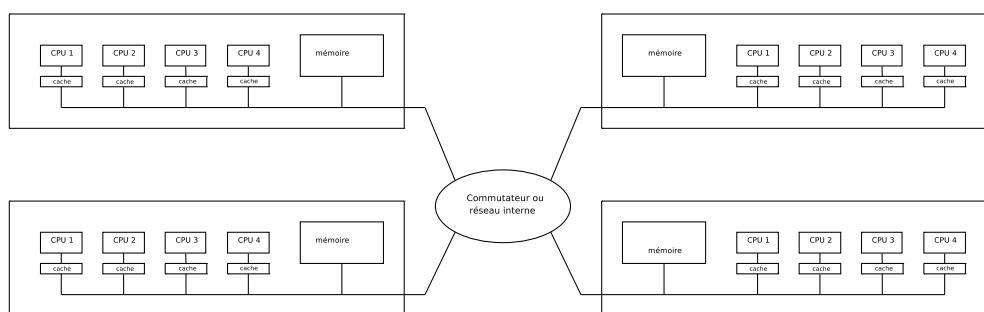 CPU 1 CPU 2 CPU 3 CPU 4 mémoire
cache cache cache cache
mémoire CPU 1 CPU 2 CPU 3 CPU 4
cache cache cache cache
Commutateur ou
réseau interne
CPU 1 CPU 2 CPU 3 CPU 4 mémoire
cache cache cache cache
mémoire CPU 1 CPU 2 CPU 3 CPU 4
cache cache cache cache